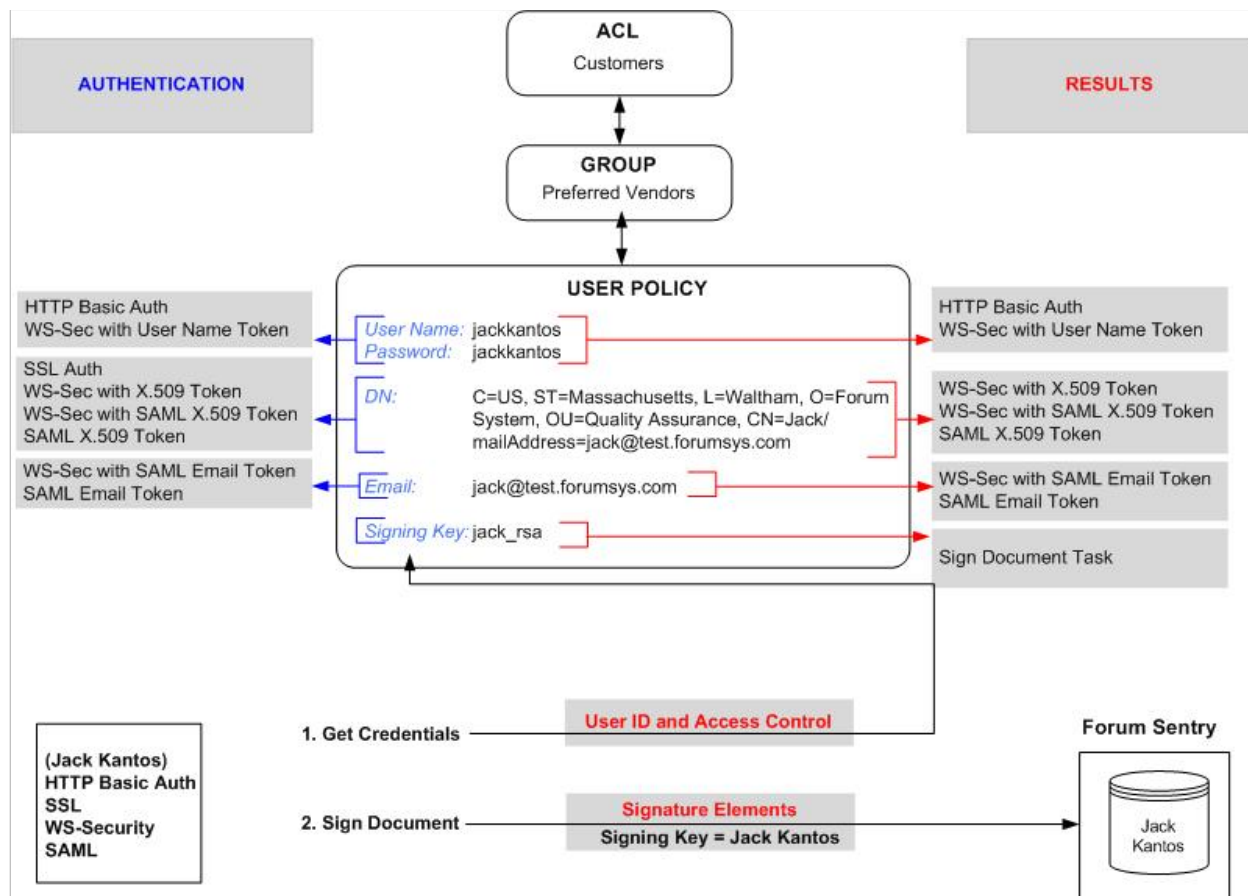 ACL
Customers
AUTHENTICATION
RESULTS
GROUP
Preferred Vendors
USER POLICY
HTTP Basic Auth
WS-Sec with User Name Token
User Name: jackkantos
Password: jackkantos
HTTP Basic Auth
WS-Sec with User Name Token
SSL Auth
WS-Sec with X.509 Token
WS-Sec with SAML X.509 Token
SAML X.509 Token
DN: C=US, ST=Massachusetts, L=Waltham, O=Forum
System, OU=Quality Assurance, CN=Jack/
mailAddress=jack@test.forumsys.com
WS-Sec with X.509 Token
WS-Sec with SAML X.509 Token
SAML X.509 Token
WS-Sec with SAML Email Token
SAML Email Token
Email: jack@test.forumsys.com
WS-Sec with SAML Email Token
SAML Email Token
Signing Key: jack_rsa
Sign Document Task
1. Get Credentials
User ID and Access Control
(Jack Kantos)
HTTP Basic Auth
SSL
WS-Security
SAML
2. Sign Document
Signature Elements
Signing Key = Jack Kantos
Forum Sentry
Jack
Kantos